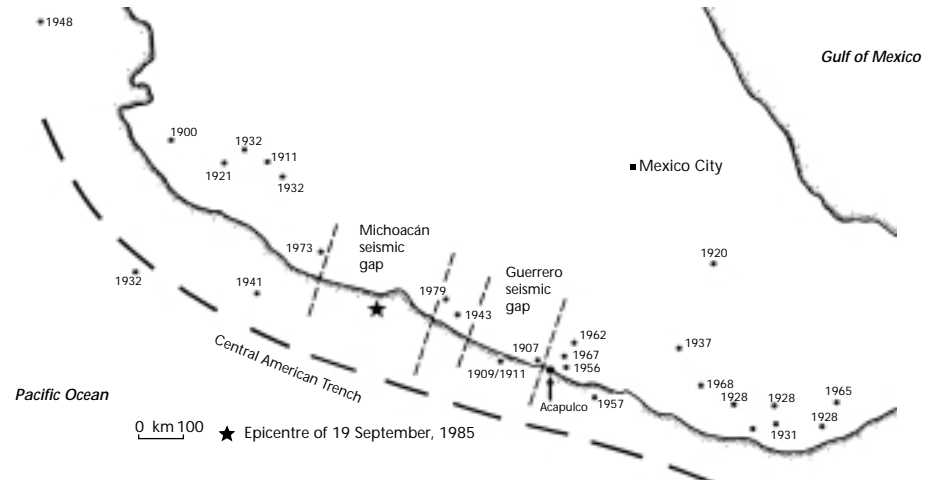 1948
Gulf of Mexico
1900
1932
1911
1921
1932
Mexico City
Michoacán
seismic
gap
1973
1920
Guerrero
seismic
gap
1932
1941
1979
1943
1962
1907
1967
1937
1909/1911
1956
Central American Trench
1968
Acapulco
1957
1928
1928
1965
Pacific Ocean
1931
1928
0 km 100
Epicentre of 19 September, 1985